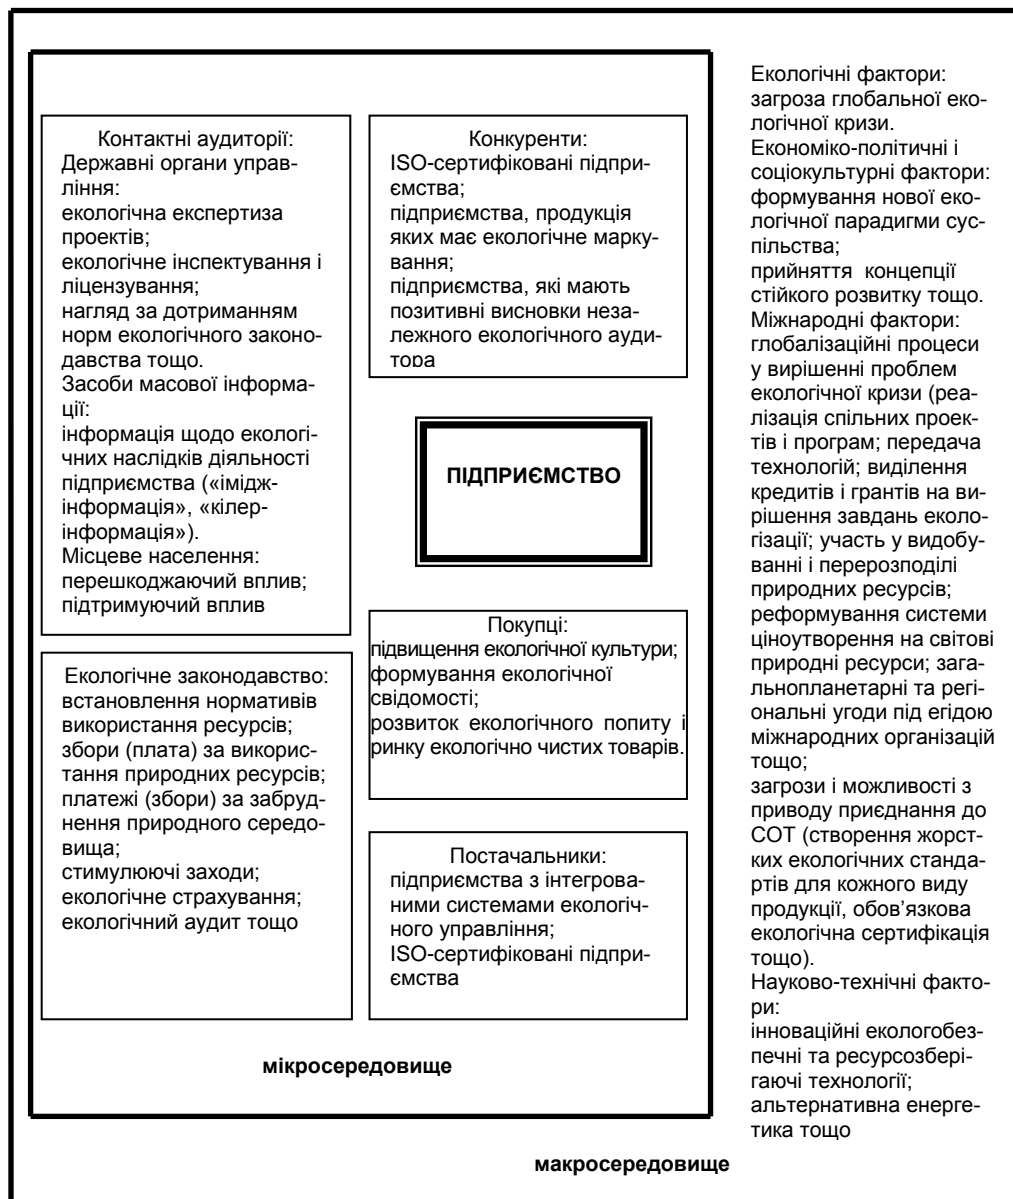 Контактні аудиторії:
Державні органи управ-
ління:
екологічна експертиза
проектів;
екологічне інспектування і
ліцензування;
нагляд за дотриманням
норм екологічного законо-
давства тощо.
Засоби масової інформа-
ції:
інформація щодо екологі-
чних наслідків діяльності
підприємства («імідж-
інформація», «кілер-
інформація»).
Місцеве населення:
перешкоджаючий вплив;
підтримуючий вплив
Екологічне законодавство:
встановлення нормативів
використання ресурсів;
збори (плата) за викорис-
тання природних ресурсів;
платежі (збори) за забруд-
нення природного середо-
вища;
стимулюючі заходи;
екологічне страхування;
екологічний аудит тощо
Конкуренти:
ISO-сертифіковані підпри-
ємства;
підприємства, продукція
яких має екологічне марку-
вання;
підприємства, які мають
позитивні висновки неза-
лежного екологічного ауди-
тора
ПІДПРИЄМСТВО
Покупці:
підвищення екологічної культури;
формування екологічної
свідомості;
розвиток екологічного попиту і
ринку екологічно чистих товарів.
Постачальники:
підприємства з інтегрова-
ними системами екологіч-
ного управління;
ISO-сертифіковані підпри-
ємства
мікросередовище
Екологічні фактори:
загроза глобальної еко-
логічної кризи.
Економіко-політичні і
соціокультурні фактори:
формування нової еко-
логічної парадигми сус-
пільства;
прийняття концепції
стійкого розвитку тощо.
Міжнародні фактори:
глобалізаційні процеси
у вирішенні проблем
екологічної кризи (реа-
лізація спільних проек-
тів і програм; передача
технологій; виділення
кредитів і грантів на ви-
рішення завдань еколо-
гізації; участь у видобу-
ванні і перерозподілі
природних ресурсів;
реформування системи
ціноутворення на світові
природні ресурси; зага-
льнопланетарні та регі-
ональні угоди під егідою
міжнародних організацій
тощо;
загрози і можливості з
приводу приєднання до
СОТ (створення жорст-
ких екологічних станда-
ртів для кожного виду
продукції, обов’язкова
екологічна сертифікація
тощо).
Науково-технічні факто-
ри:
інноваційні екологобез-
печні та ресурсозбері-
гаючі технології;
альтернативна енерге-
тика тощо
макросередовище